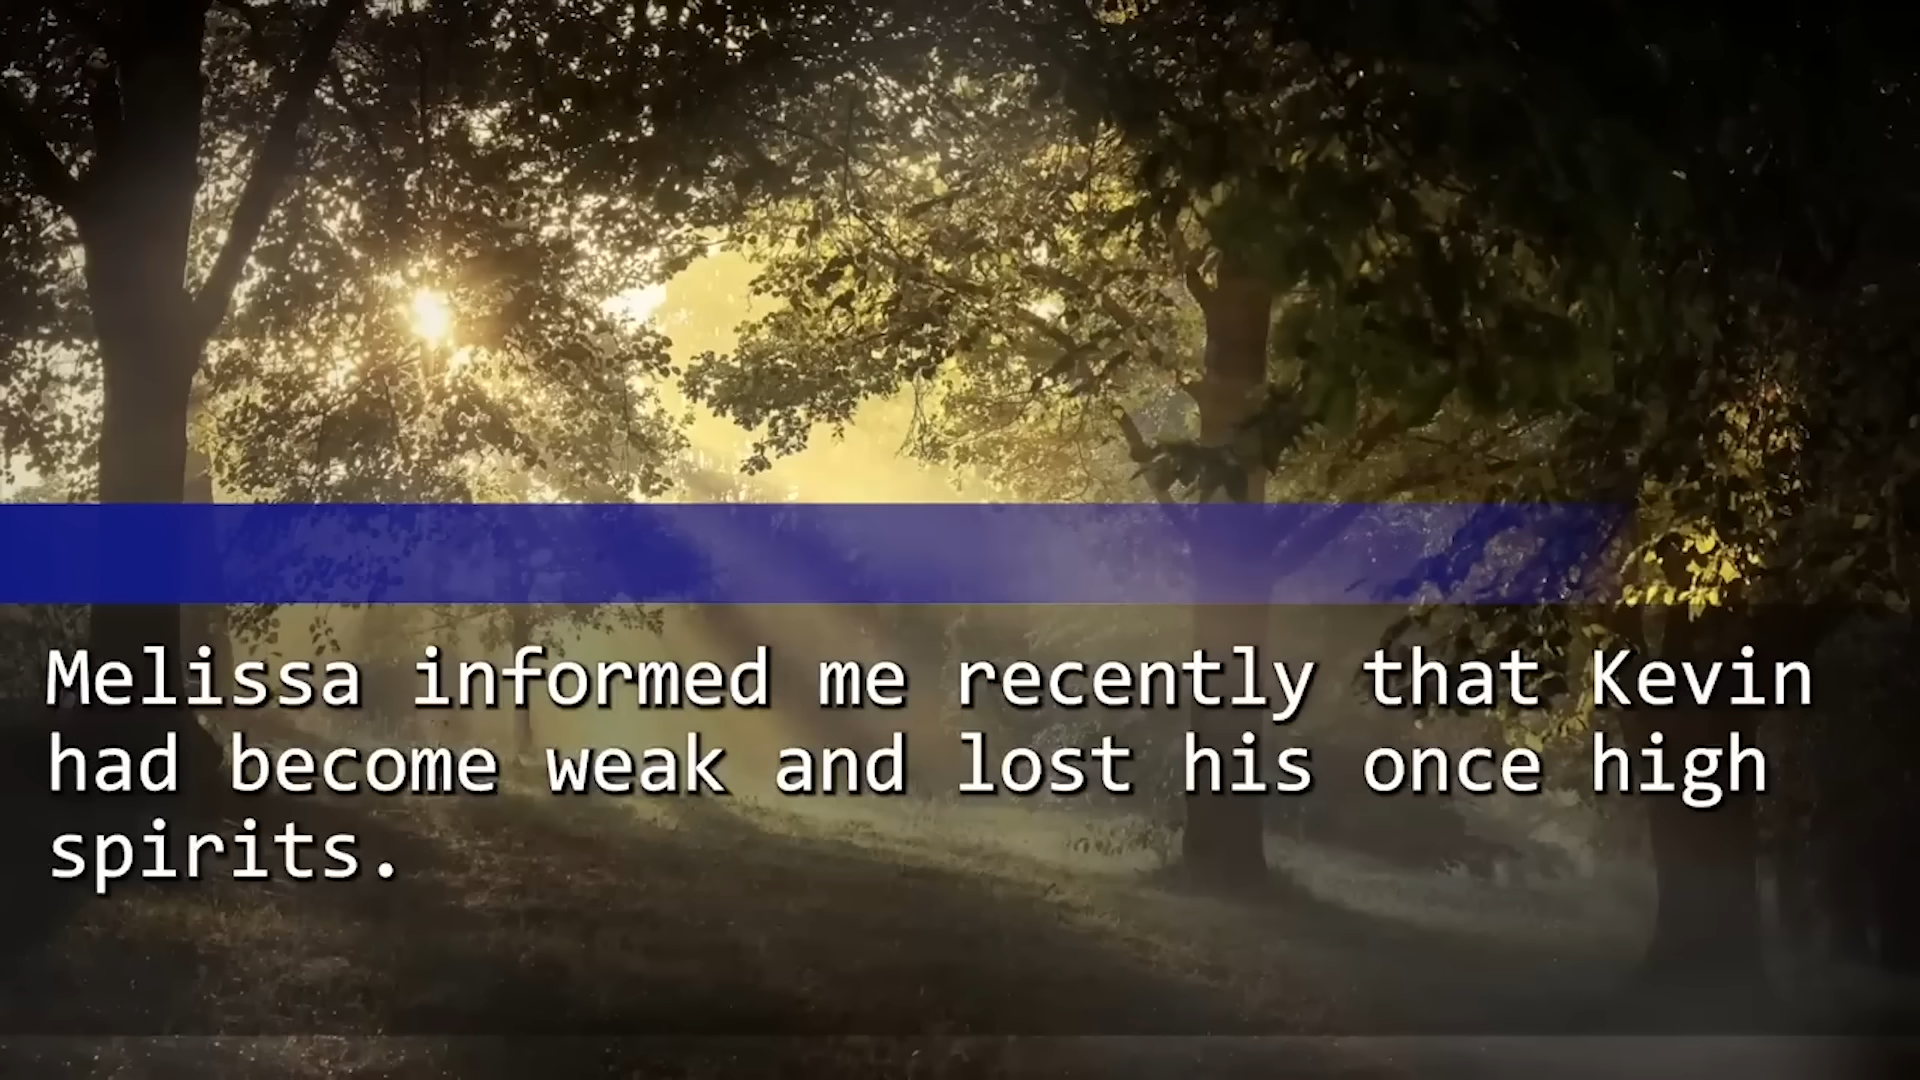 Melissa informed me recently that Kevin
had become weak and lost his once high
spirits.